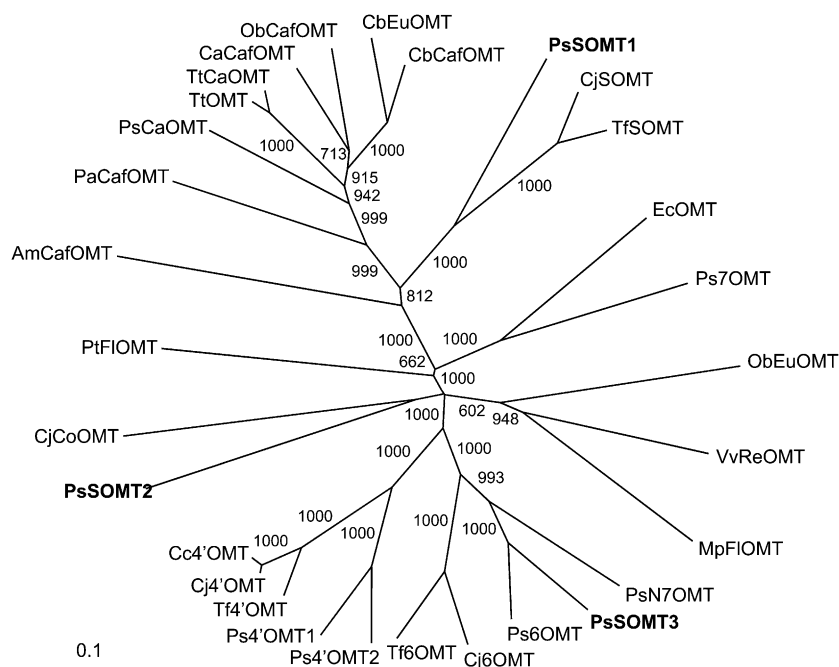 CbEuOMT
ObCafOMT
CaCafOMT
CbCafOMT
PsSOMT1
TtCaOMT
CjSOMT
TtOMT
PsCaOMT
TfSOMT
1000
713
1000
915
PaCafOMT
1000
942
999
EcOMT
AmCafOMT
999
1000
Ps7OMT
812
1000
1000
PtFlOMT
662
ObEuOMT
1000
1000
602
948
CjCoOMT
1000
1000
VvReOMT
993
PsSOMT2
1000
1000
1000
1000
1000
MpFlOMT
Cc4'OMT
Cj4'OMT
PsN7OMT
Tf4'OMT
PsSOMT3
Ps4'OMT1
Ps6OMT
0.1
Ps4'OMT2
Tf6OMT
Cj6OMT